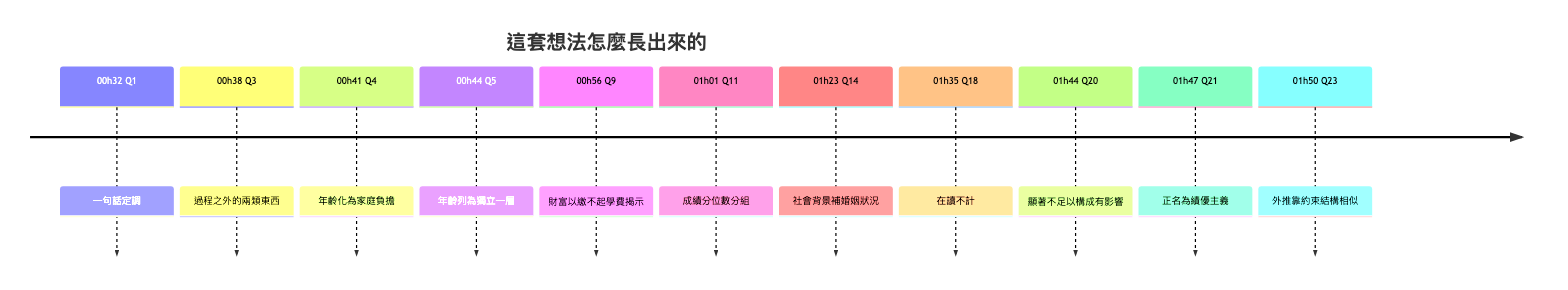 這套想法怎麼長出來的
00h32 Q1
00h38 Q3
00h41 Q4
00h44 Q5
00h56 Q9
01h01 Q11
01h23 Q14
01h35 Q18
01h44 Q20
01h47 Q21
01h50 Q23
一句話定調
過程之外的兩類東西
年齡化為家庭負擔
年齡列為獨立一層
財富以繳不起學費揭示
成績分位數分組
社會背景補婚姻狀況
在讀不計
顯著不足以構成有影響
正名為績優主義
外推靠約束結構相似